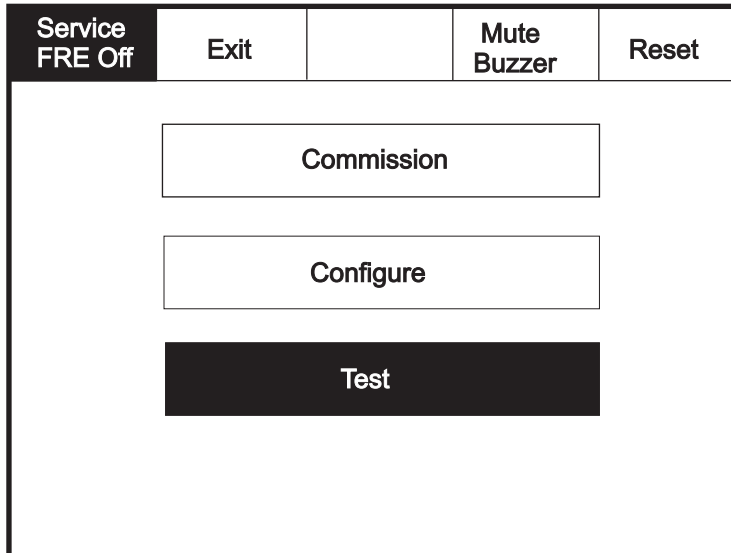 Service
FRE Off
Exit
Mute
Buzzer
Reset
Commission
Configure
Test